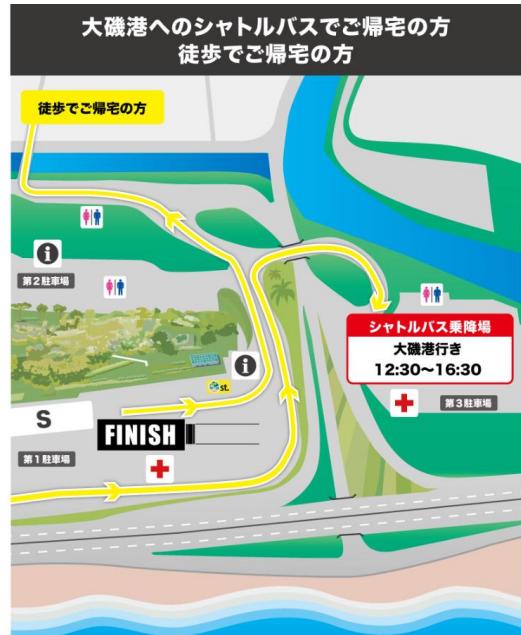 大磯港へのシャトルバスでご帰宅の方
徒歩でご帰宅の方
徒歩でご帰宅の方
i
第2駐車場
シャトルバス乗降場
大磯港行き
12:30〜16:30
i
st.
第3駐車場
S
FINISH
第1駐車場